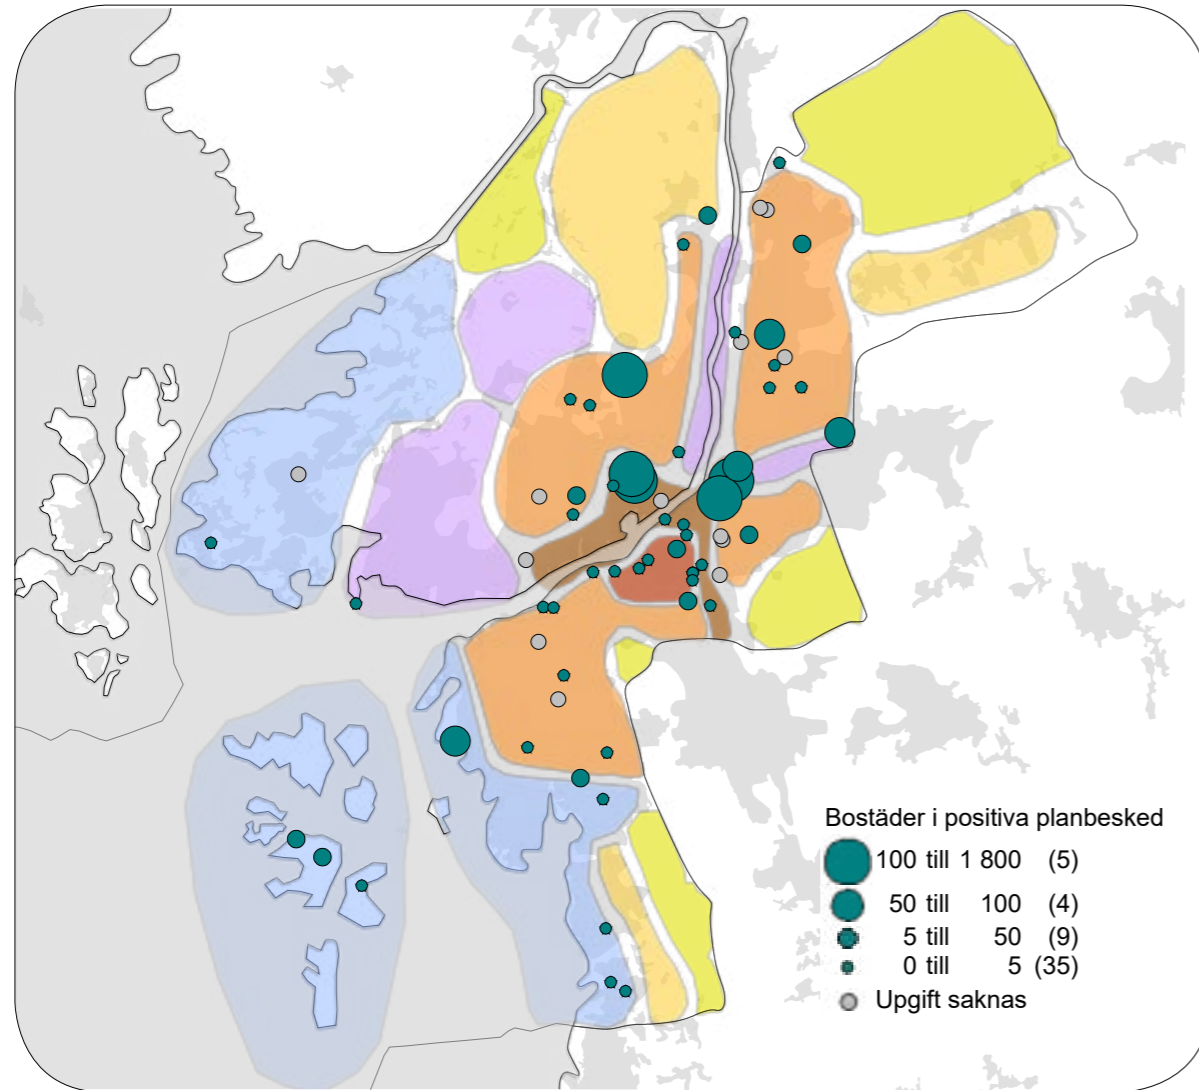 Bostäder i positiva planbesked
100 till 1 800 (5)
50 till 100 (4)
5 till 50 (9)
0 till 5 (35)
Upgift saknas